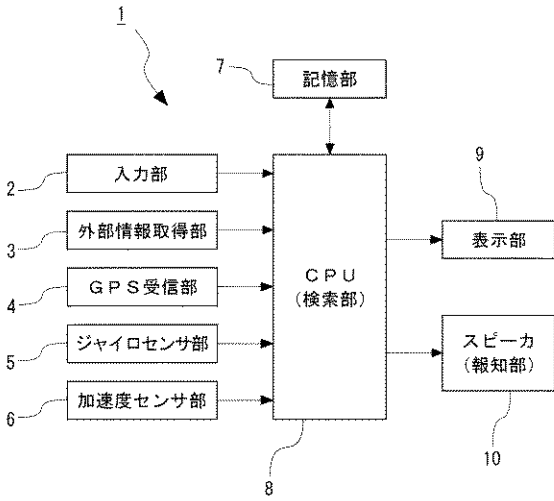 1
7
記憶部
2
入力部
3
外部情報取得部
4
GPS受信部
5
ジャイロセンサ部
6
加速度センサ部
CPU
(検索部)
8
9
表示部
スピーカ
(報知部)
10